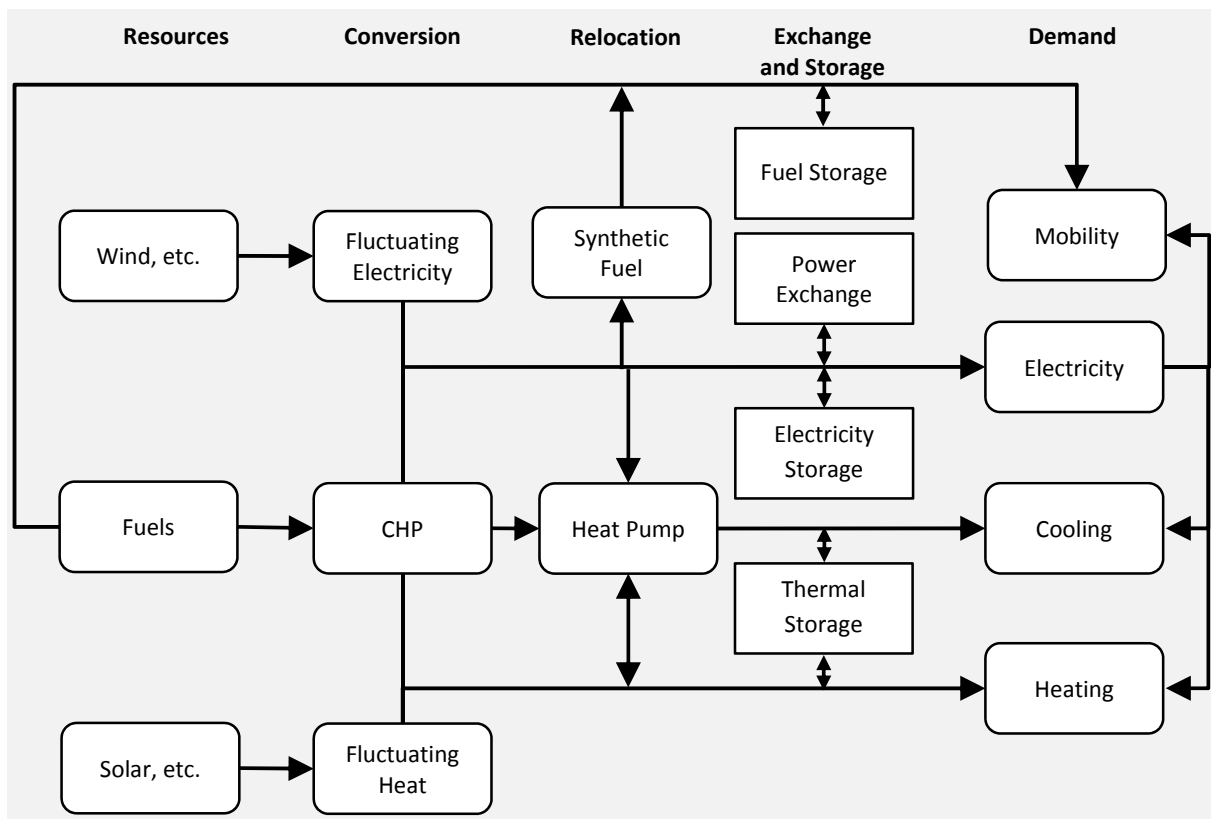 Resources
Conversion
Relocation
Exchange
and Storage
Demand
Fuel Storage
Wind, etc.
Fluctuating
Electricity
Synthetic
Fuel
Power
Exchange
Mobility
Electricity
Electricity
Storage
Fuels
CHP
Heat Pump
Cooling
Thermal
Storage
Heating
Solar, etc.
Fluctuating
Heat